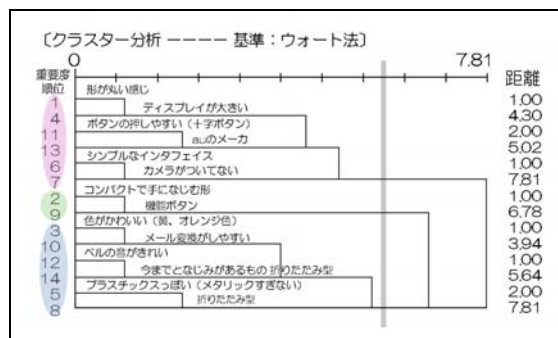 〔クラスター分析 ―――― 基準：ウォート法〕
0 7.81
重要度 距離
順位 形が丸い感じ
1 ディスプレイが大きい 1.00
4 ボタンの押しやすい（十字ボタン） 4.30
11 auのメーカ 2.00
13 シンプルなインタフェイス 5.02
6 カメラがついてない 1.00
7 コンパクトで手になじむ形 7.81
2 機能ボタン 1.00
9 色がかわいい（黄、オレンジ色） 6.78
3 メール変換がしやすい 1.00
10 ベルの音がきれい 3.94
12 今までとなじみがあるもの 折りたたみ型 1.00
14 プラスチックスっぽい（メタリックすぎない） 5.64
5 折りたたみ型 2.00
8 7.81